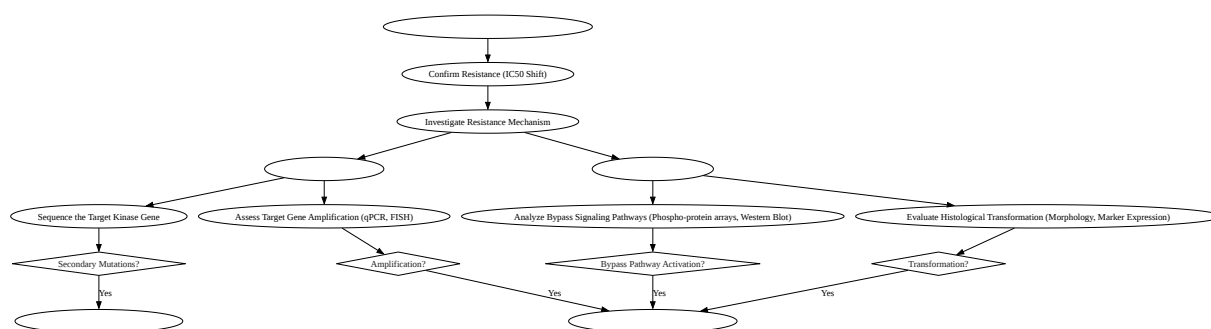 Confirm Resistance (IC50 Shift)
Investigate Resistance Mechanism
Sequence the Target Kinase Gene
Assess Target Gene Amplification (qPCR, FISH)
Analyze Bypass Signaling Pathways (Phospho-protein arrays, Western Blot)
Evaluate Histological Transformation (Morphology, Marker Expression)
Secondary Mutations?
Amplification?
Bypass Pathway Activation?
Transformation?
Yes
Yes
Yes
Yes